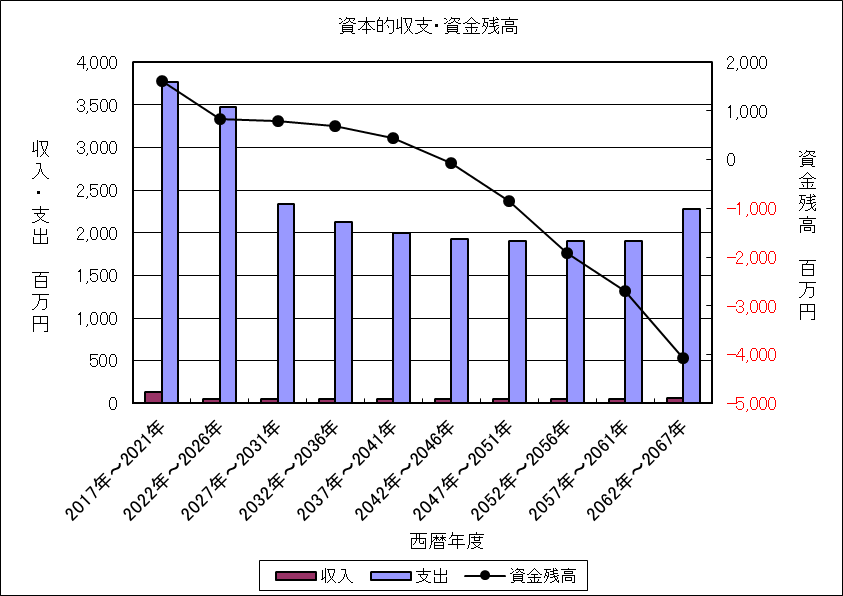 資本的収支・資金残高
収入・支出　百万円
4,000
3,500
3,000
2,500
2,000
1,500
1,000
500
0
2,000
1,000
0
-1,000
-2,000
-3,000
-4,000
-5,000
資金残高　百万円
2017年～2021年
2022年～2026年
2027年～2031年
2032年～2036年
2037年～2041年
2042年～2046年
2047年～2051年
2052年～2056年
2057年～2061年
2062年～2067年
西暦年度
収入 支出 資金残高